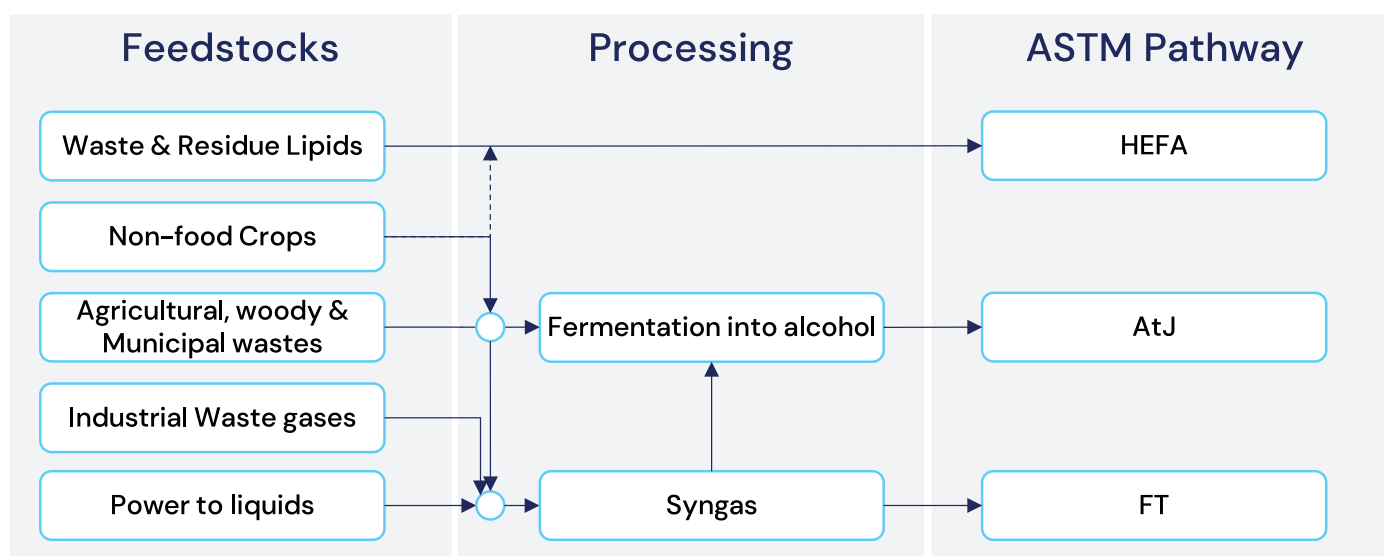 Feedstocks
Processing
ASTM Pathway
Waste & Residue Lipids
HEFA
Non-food Crops
Agricultural, woody &
Municipal wastes
Fermentation into alcohol
AtJ
Industrial Waste gases
Power to liquids
Syngas
FT